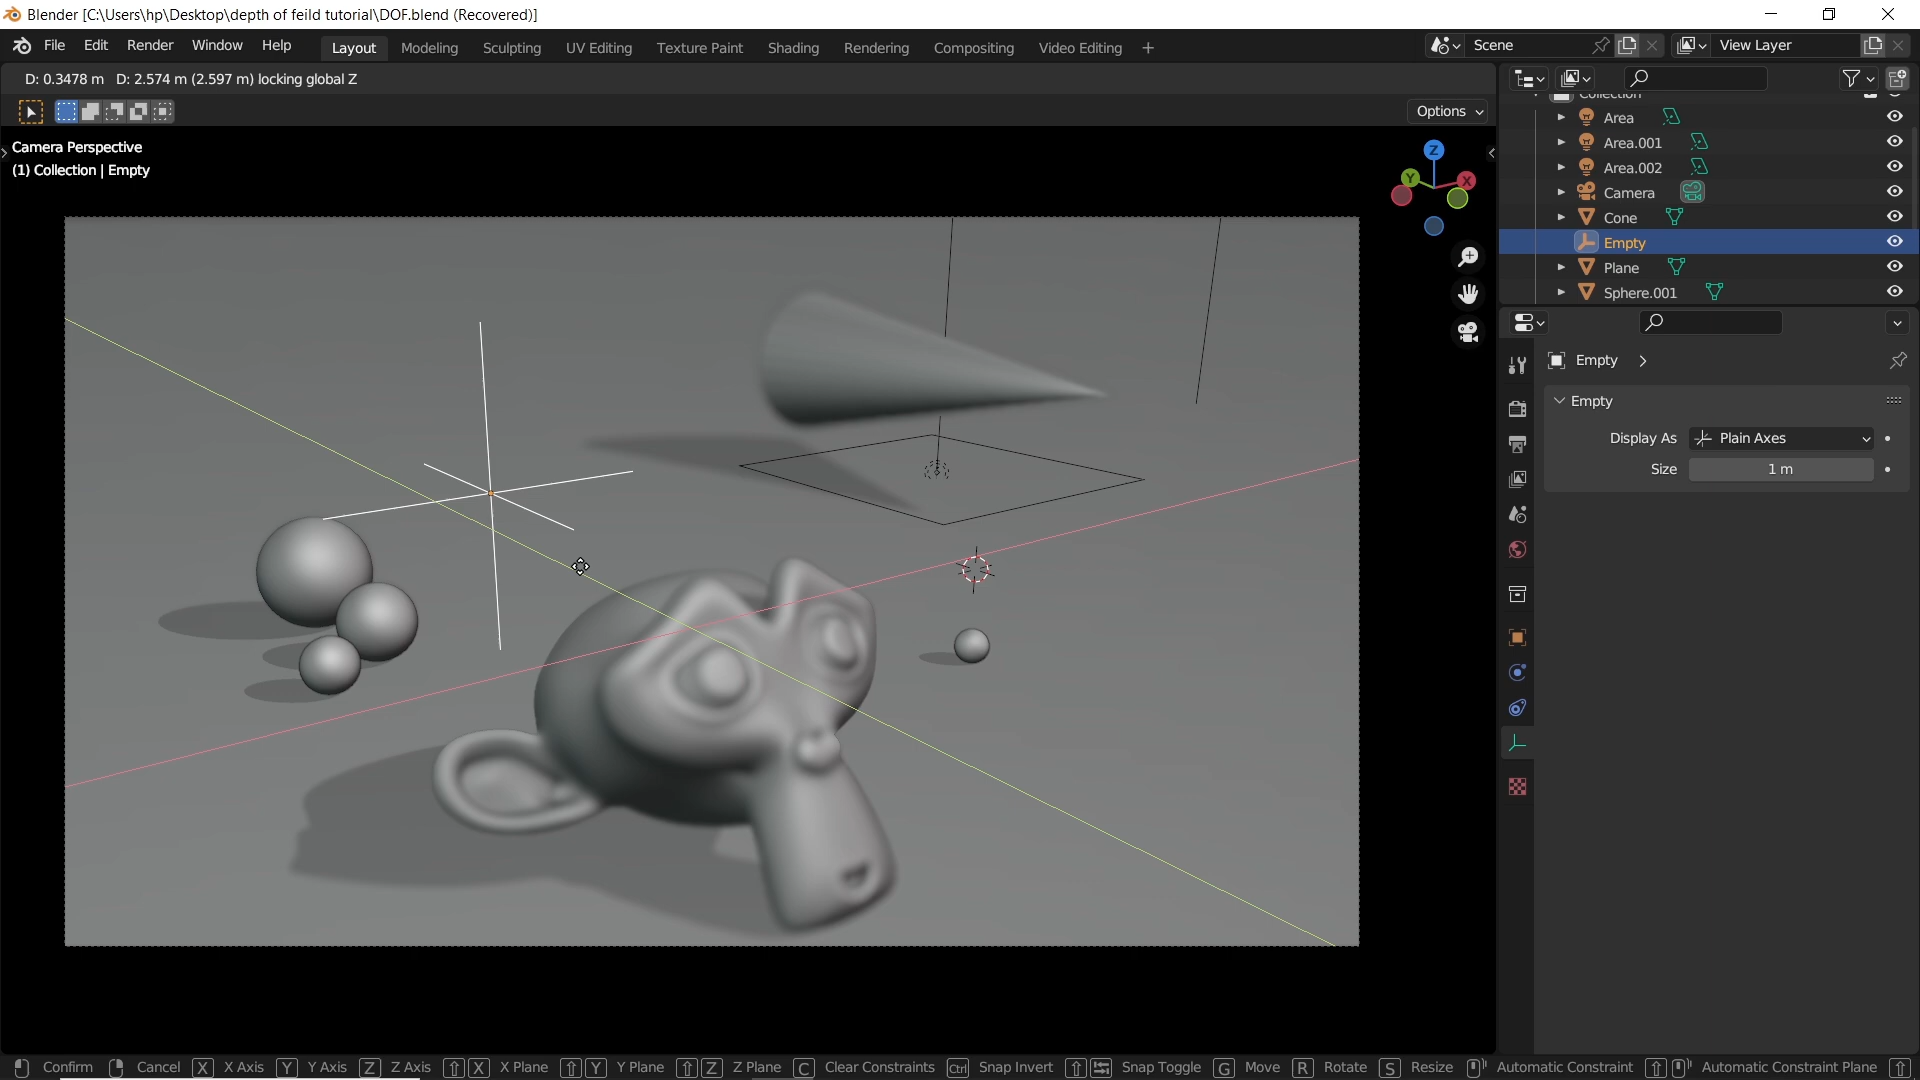 Blender [C:\Users\hp\Desktop\depth of feild tutorial\DOF.blend (Recovered)]
File Edit Render Window Help Layout Modeling Sculpting UV Editing Texture Paint Shading Rendering Compositing Video Editing + Scene View Layer
D: 0.3478 m D: 2.574 m (2.597 m) locking global Z
Options
Camera Perspective
(1) Collection | Empty
Z
Y
X
Collection
Area
Area.001
Area.002
Camera
Cone
Empty
Plane
Sphere.001
Empty
Empty
Display As Plain Axes
Size 1 m
Confirm Cancel X X Axis Y Y Axis Z Z Axis X X Plane Y Y Plane Z Z Plane C Clear Constraints Ctrl Snap Invert Snap Toggle G Move R Rotate S Resize Automatic Constraint Automatic Constraint Plane